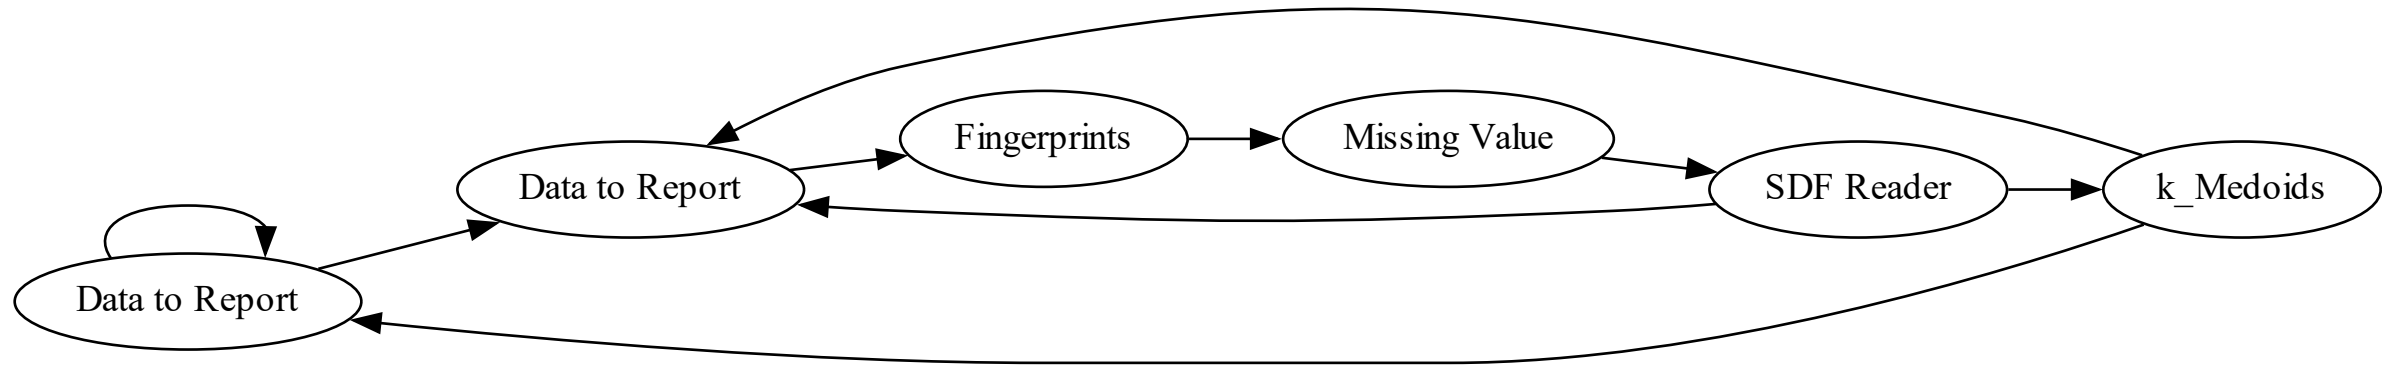 Data to Report
Data to Report
Fingerprints
Missing Value
SDF Reader
k_Medoids